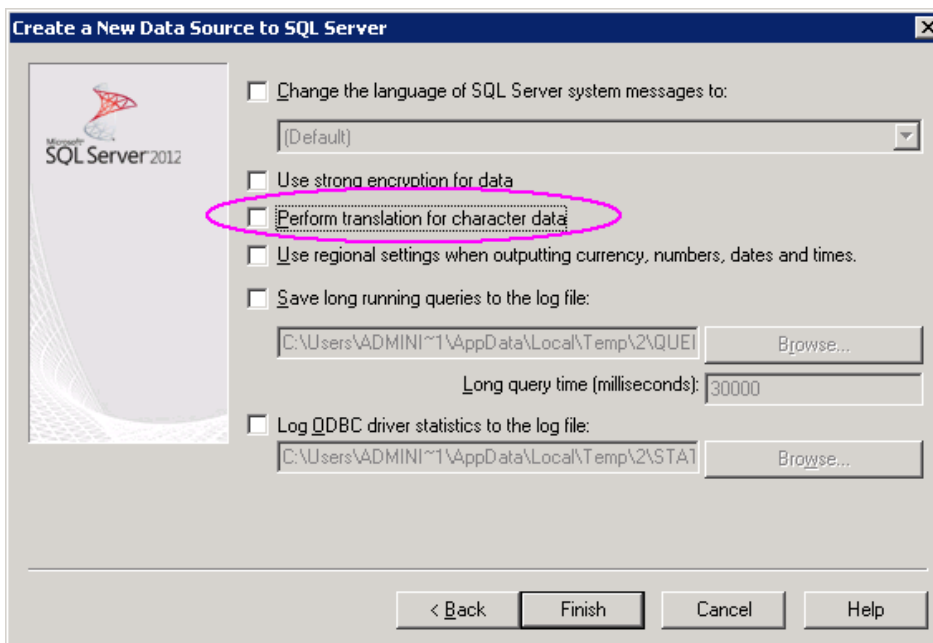 Create a New Data Source to SQL Server
Microsoft
SQL Server 2012
Change the language of SQL Server system messages to:
(Default)
Use strong encryption for data
Perform translation for character data
Use regional settings when outputting currency, numbers, dates and times.
Save long running queries to the log file:
C:\Users\ADMINI~1\AppData\Local\Temp\2\QUEI Browse...
Long query time (milliseconds): 30000
Log ODBC driver statistics to the log file:
C:\Users\ADMINI~1\AppData\Local\Temp\2\STAT Browse...
< Back Finish Cancel Help